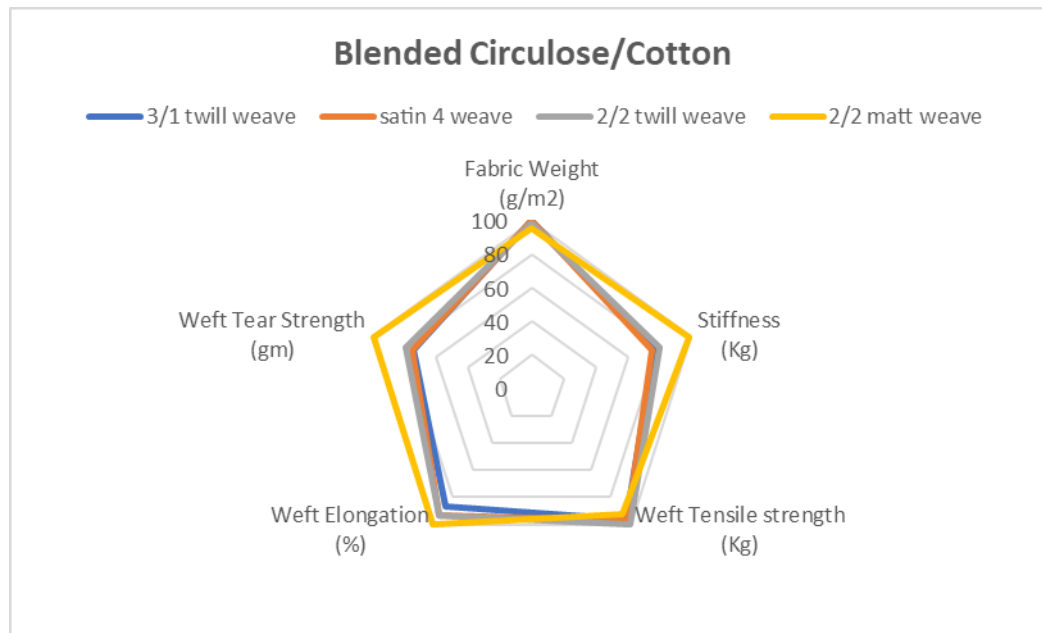 Blended Circulose/Cotton
3/1 twill weave satin 4 weave 2/2 twill weave 2/2 matt weave
Fabric Weight
(g/m2)
100
80
60
40
20
0
Weft Tear Strength
(gm)
Stiffness
(Kg)
Weft Elongation
(%)
Weft Tensile strength
(Kg)